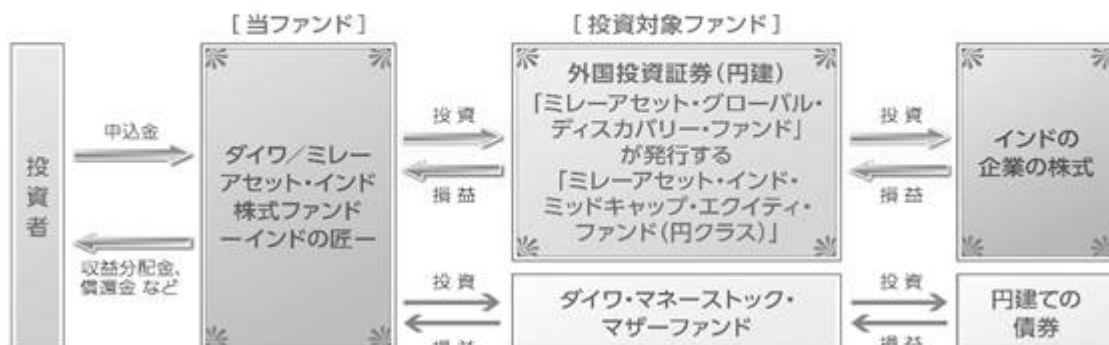 [当ファンド]
[投資対象ファンド]
投資者
申込金
収益分配金、
償還金 など
ダイワ／ミレー
アセット・インド
株式ファンド
－インドの匠－
投資
損益
外国投資証券(円建)
「ミレーアセット・グローバル・
ディスカバリー・ファンド」
が発行する
「ミレーアセット・インド・
ミッドキャップ・エクイティ・
ファンド(円クラス)」
投資
損益
インドの
企業の株式
投資
損益
ダイワ・マネーストック・
マザーファンド
投資
損益
円建ての
債券